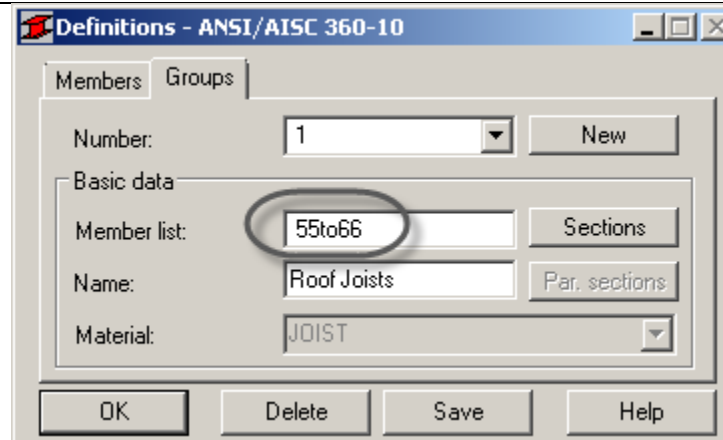 Definitions - ANSI/AISC 360-10
Members Groups
Number: 1 New
Basic data
Member list: 55to66 Sections
Name: Roof Joists Par. sections
Material: JOIST
OK Delete Save Help